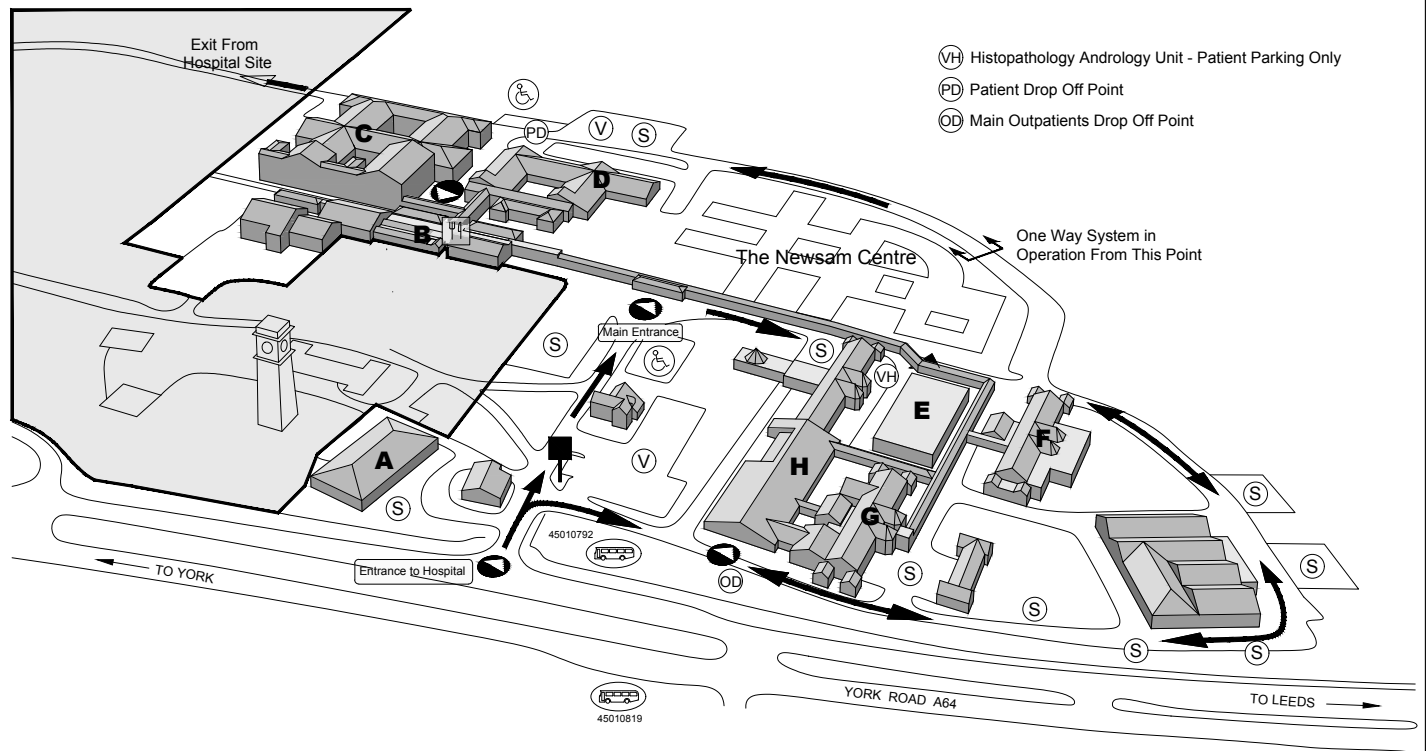 Exit From
Hospital Site
VH Histopathology Andrology Unit - Patient Parking Only
PD Patient Drop Off Point
OD Main Outpatients Drop Off Point
C
PD
V
S
D
B
The Newsam Centre
One Way System in
Operation From This Point
Main Entrance
S
S
VH
E
A
F
V
H
S
G
S
S
45010792
Entrance to Hospital
OD
S
S
S
TO YORK
S
S
45010819
YORK ROAD A64
TO LEEDS